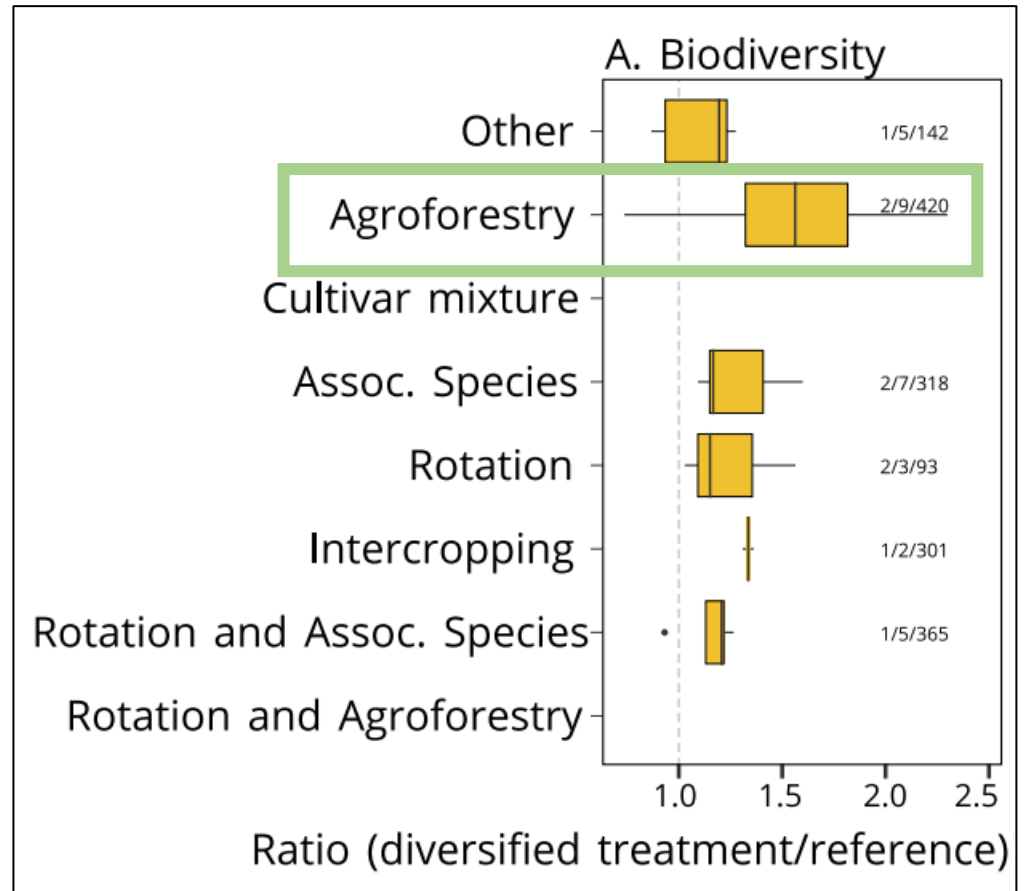 A. Biodiversity
Other 1/5/142
Agroforestry 2/9/420
Cultivar mixture
Assoc. Species 2/7/318
Rotation 2/3/93
Intercropping 1/2/301
Rotation and Assoc. Species 1/5/365
Rotation and Agroforestry
1.0 1.5 2.0 2.5
Ratio (diversified treatment/reference)